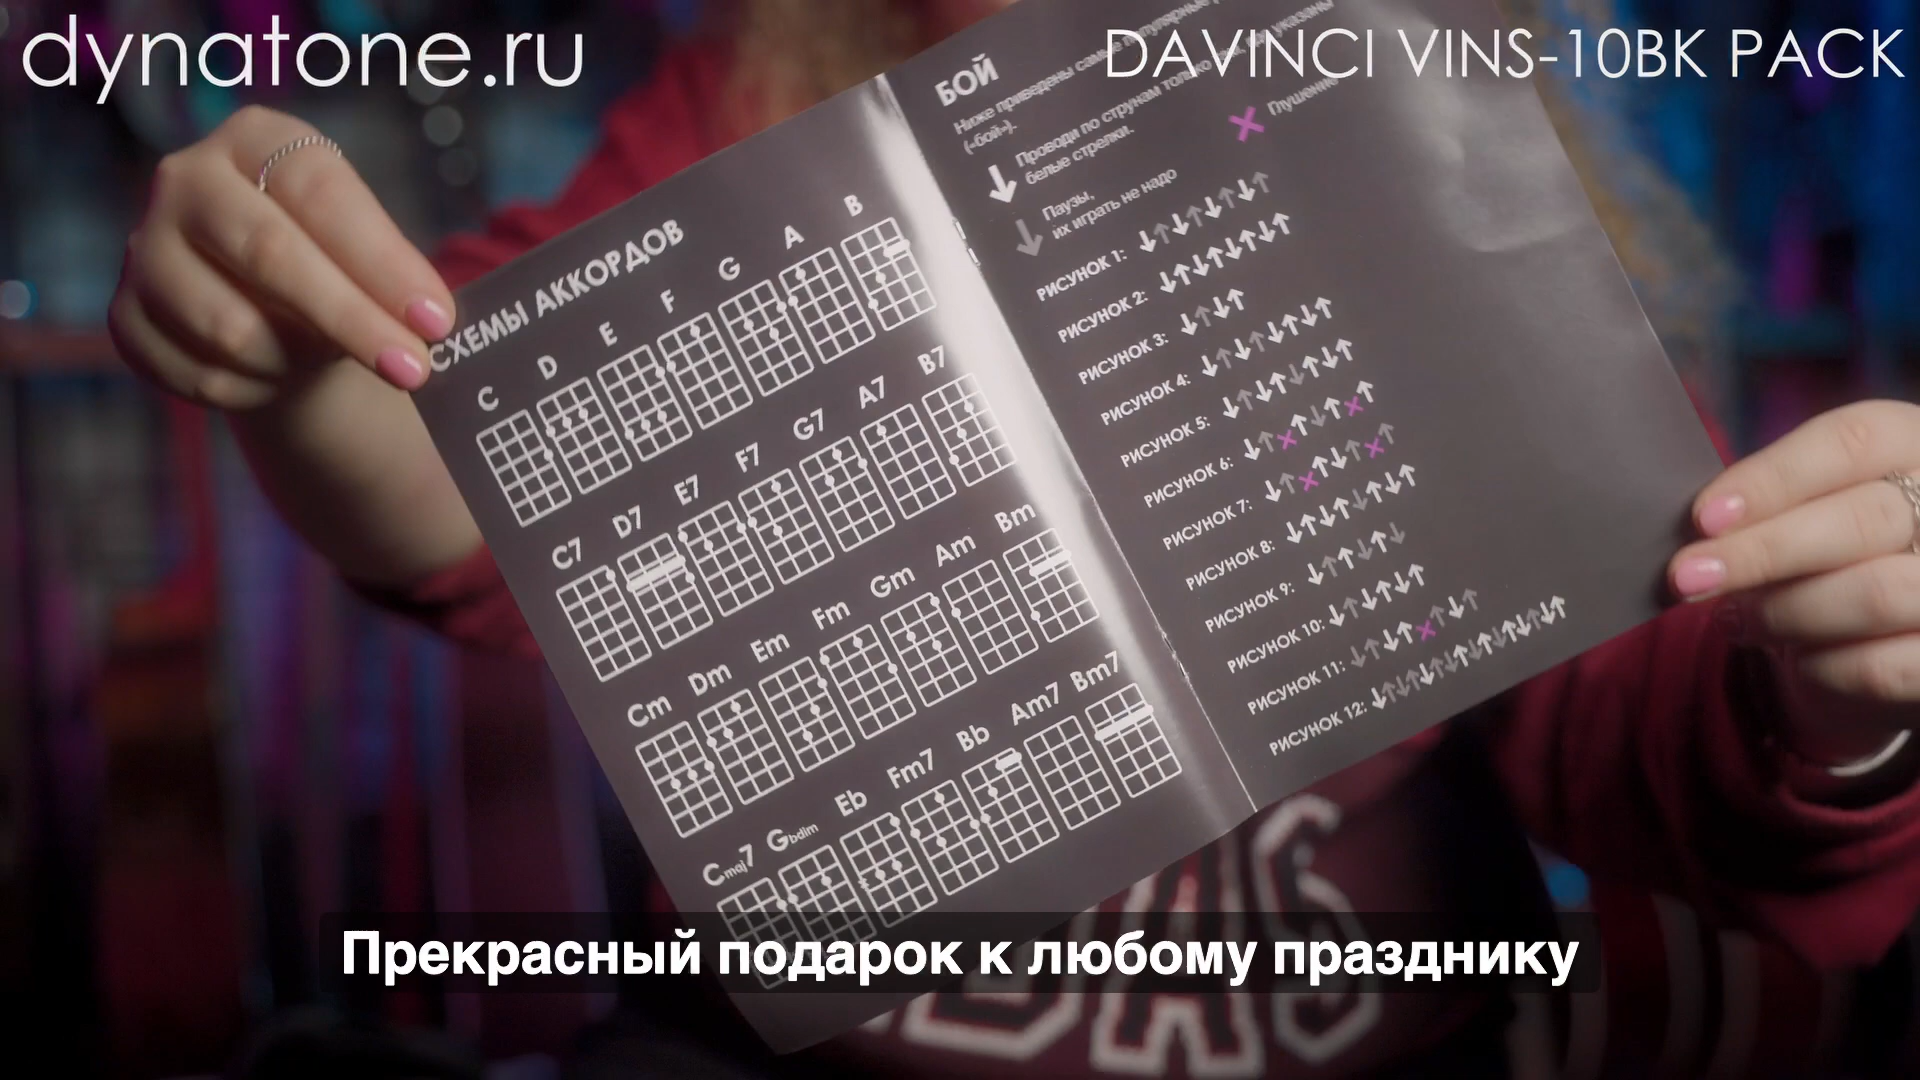 dynatone.ru
DAVINCI VINS-10BK PACK
СХЕМЫ АККОРДОВ
C D E F G A B
C7 D7 E7 F7 G7 A7 B7
Cm Dm Em Fm Gm Am Bm
Cmaj7 Gbdim Eb Fm7 Bb Am7 Bm7
БОЙ
Ниже приведены самые популярные
(«бой»).
Проводи по струнам только указаны
белые стрелки.
Глушение
Паузы,
их играть не надо
РИСУНОК 1:
РИСУНОК 2:
РИСУНОК 3:
РИСУНОК 4:
РИСУНОК 5:
РИСУНОК 6:
РИСУНОК 7:
РИСУНОК 8:
РИСУНОК 9:
РИСУНОК 10:
РИСУНОК 11:
РИСУНОК 12:
Прекрасный подарок к любому празднику